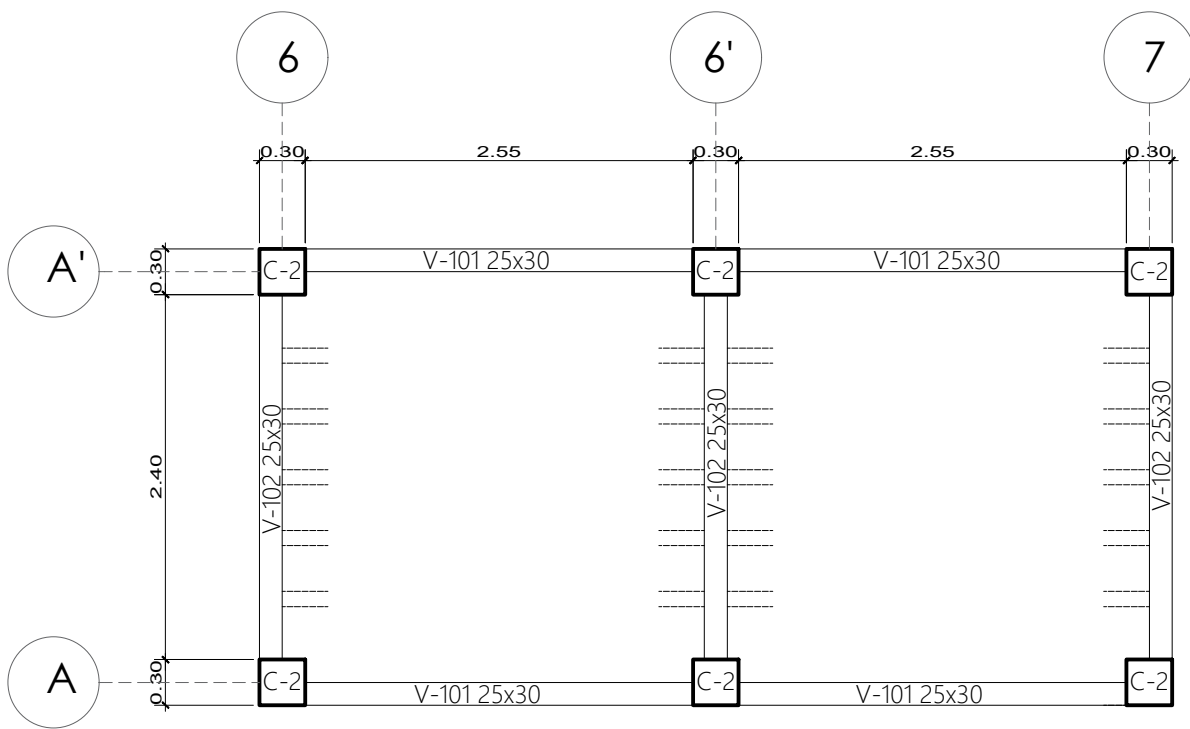 6 6' 7
0.30 2.55 0.30 2.55 0.30
A' 0.30 C-2 V-101 25x30 C-2 V-101 25x30 C-2
2.40 V-102 25x30 V-102 25x30 V-102 25x30
A 0.30 C-2 V-101 25x30 C-2 V-101 25x30 C-2